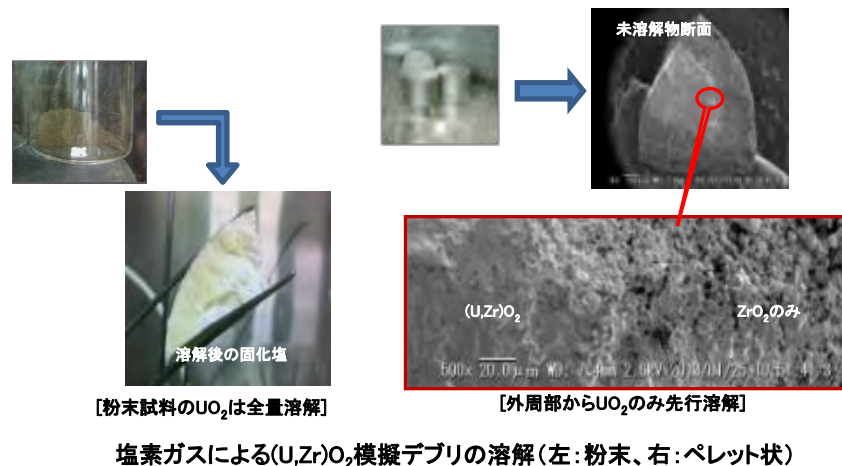 未溶解物断面
溶解後の固化塩
(U,Zr)O₂
ZrO₂のみ
[粉末試料のUO₂は全量溶解]
[外周部からUO₂のみ先行溶解]
塩素ガスによる(U,Zr)O₂模擬デブリの溶解(左:粉末、右:ペレット状)